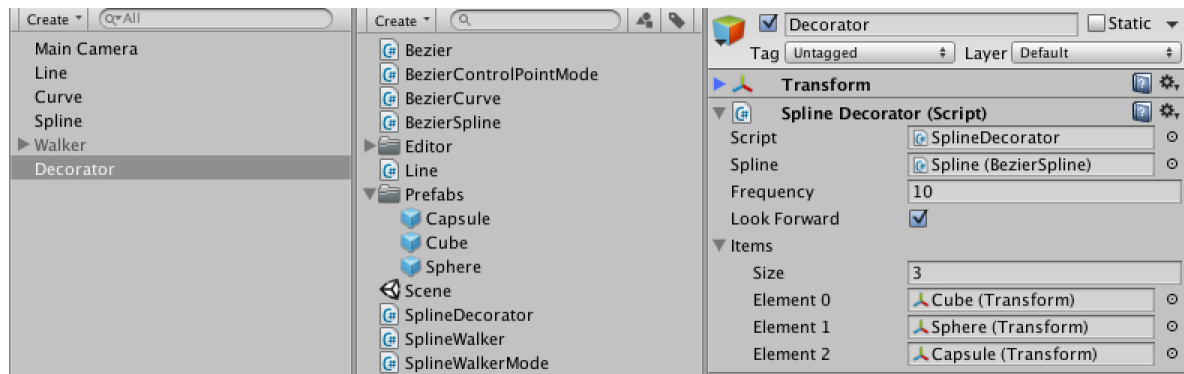 Create
All
Main Camera
Line
Curve
Spline
Walker
Decorator
Create
Bezier
BezierControlPointMode
BezierCurve
BezierSpline
Editor
Line
Prefabs
Capsule
Cube
Sphere
Scene
SplineDecorator
SplineWalker
SplineWalkerMode
Decorator Static
Tag Untagged Layer Default
Transform
Spline Decorator (Script)
Script SplineDecorator
Spline Spline (BezierSpline)
Frequency 10
Look Forward
Items
Size 3
Element 0 Cube (Transform)
Element 1 Sphere (Transform)
Element 2 Capsule (Transform)